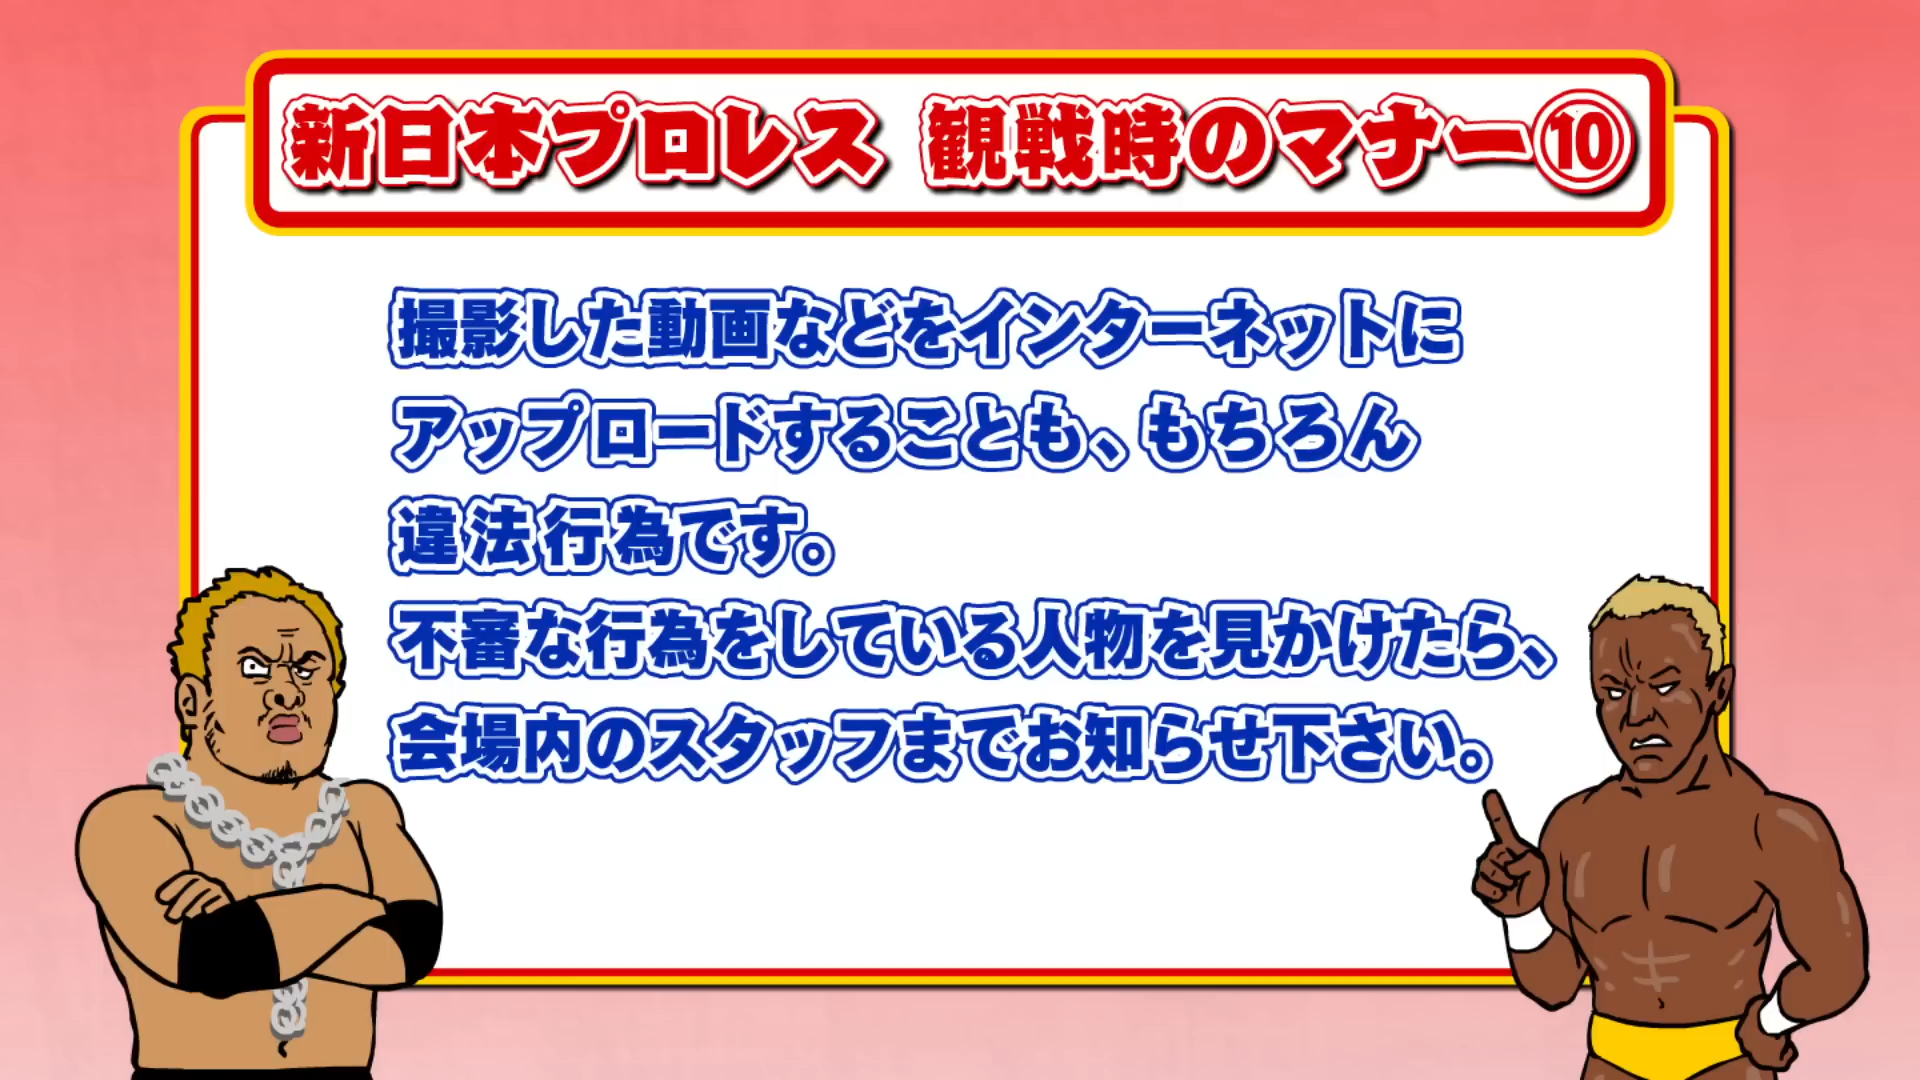 新日本プロレス 観戦時のマナー⑩
撮影した動画などをインターネットに
アップロードすることも、もちろん
違法行為です。
不審な行為をしている人物を見かけたら、
会場内のスタッフまでお知らせ下さい。